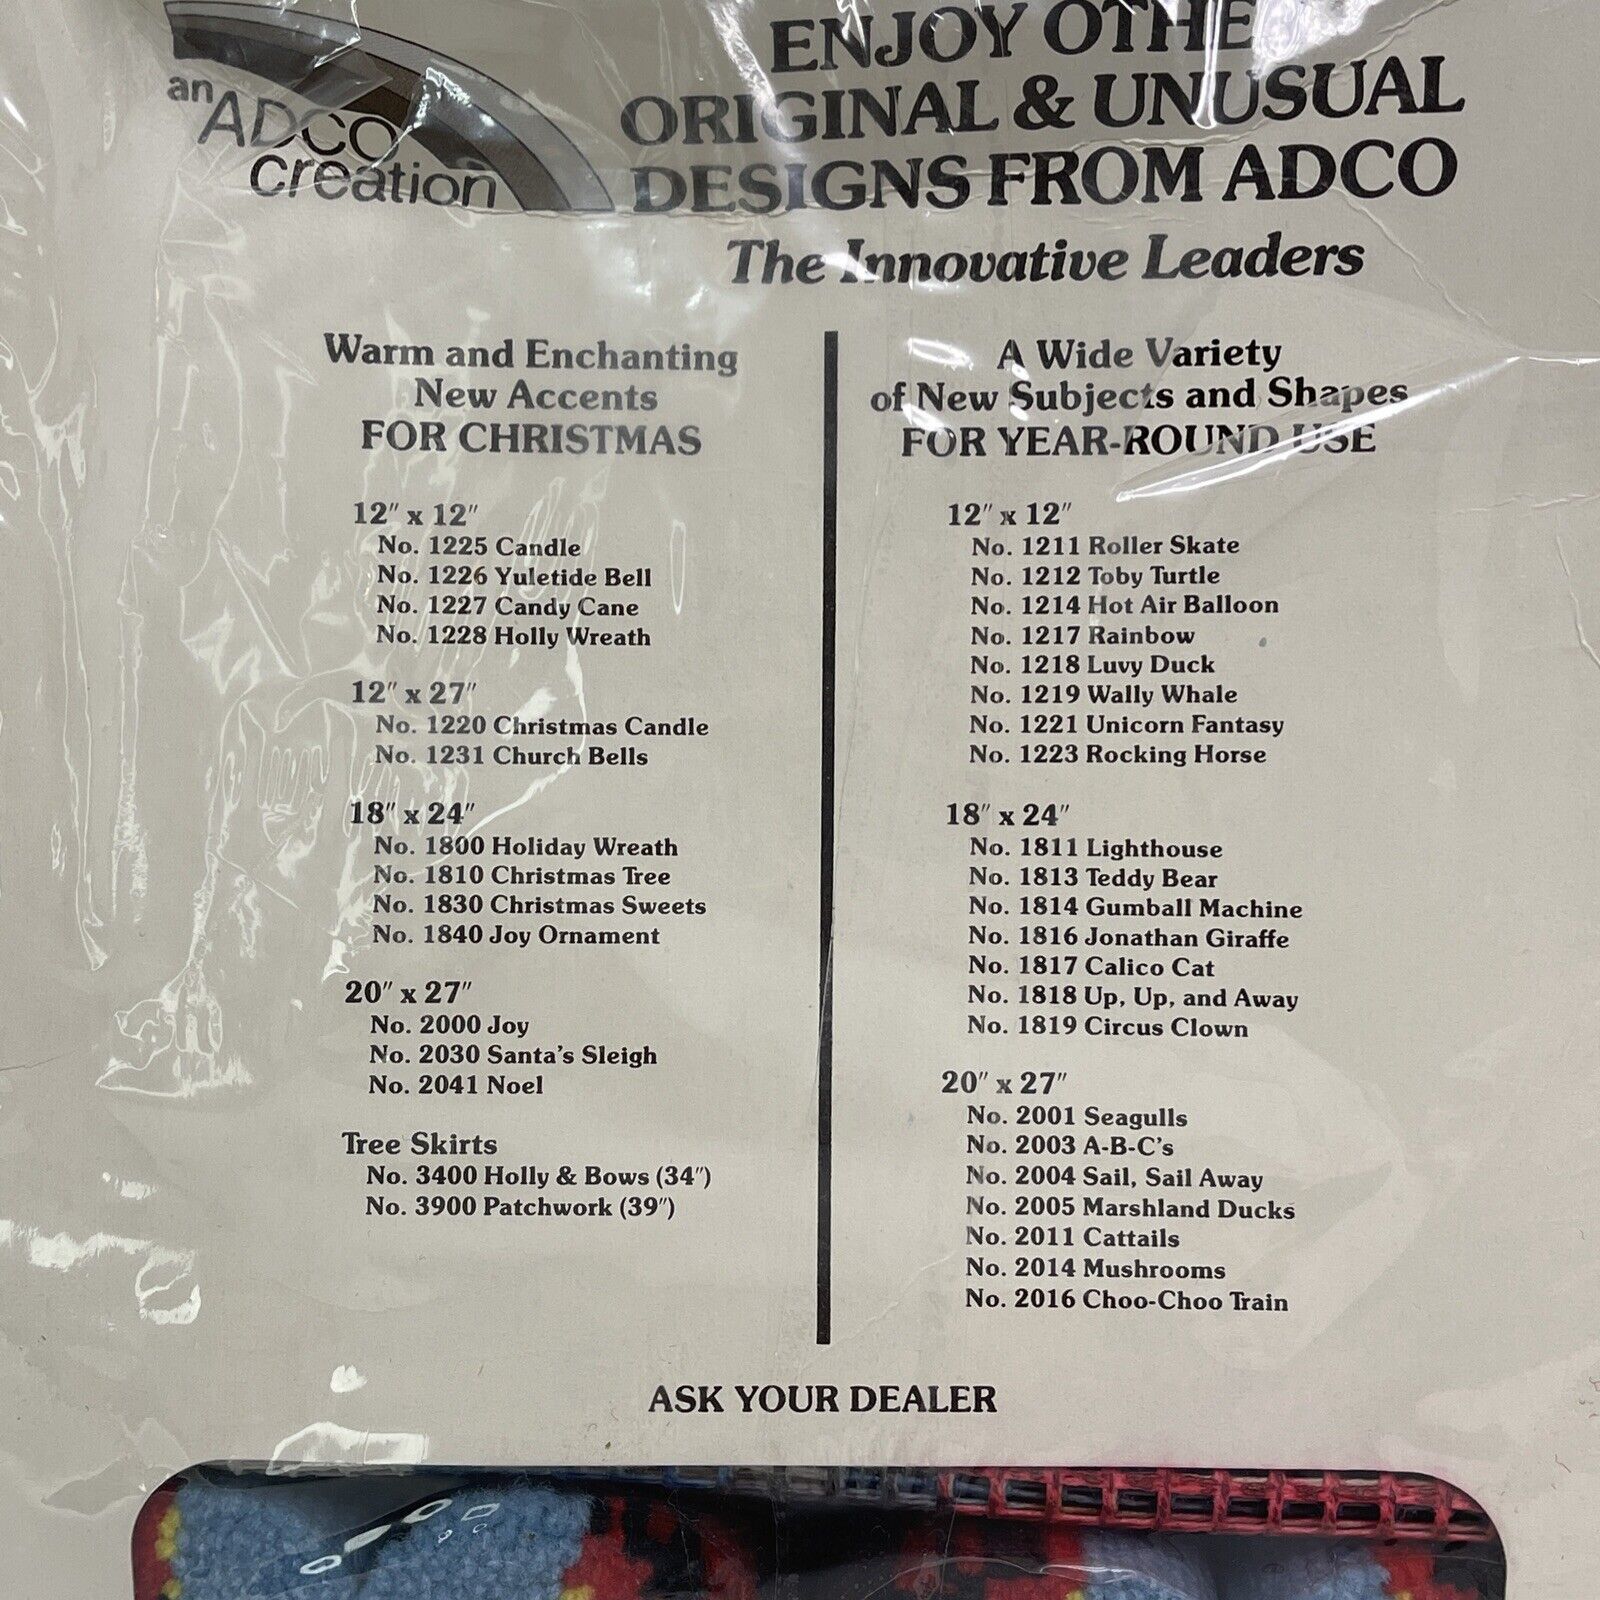 an
ADCO
creation
ENJOY OTHE
ORIGINAL & UNUSUAL
DESIGNS FROM ADCO
The Innovative Leaders
Warm and Enchanting
New Accents
FOR CHRISTMAS
12" x 12"
No. 1225 Candle
No. 1226 Yuletide Bell
No. 1227 Candy Cane
No. 1228 Holly Wreath
12" x 27"
No. 1220 Christmas Candle
No. 1231 Church Bells
18" x 24"
No. 1800 Holiday Wreath
No. 1810 Christmas Tree
No. 1830 Christmas Sweets
No. 1840 Joy Ornament
20" x 27"
No. 2000 Joy
No. 2030 Santa's Sleigh
No. 2041 Noel
Tree Skirts
No. 3400 Holly & Bows (34")
No. 3900 Patchwork (39")
A Wide Variety
of New Subjects and Shapes
FOR YEAR-ROUND USE
12" x 12"
No. 1211 Roller Skate
No. 1212 Toby Turtle
No. 1214 Hot Air Balloon
No. 1217 Rainbow
No. 1218 Luvy Duck
No. 1219 Wally Whale
No. 1221 Unicorn Fantasy
No. 1223 Rocking Horse
18" x 24"
No. 1811 Lighthouse
No. 1813 Teddy Bear
No. 1814 Gumball Machine
No. 1816 Jonathan Giraffe
No. 1817 Calico Cat
No. 1818 Up, Up, and Away
No. 1819 Circus Clown
20" x 27"
No. 2001 Seagulls
No. 2003 A-B-C's
No. 2004 Sail, Sail Away
No. 2005 Marshland Ducks
No. 2011 Cattails
No. 2014 Mushrooms
No. 2016 Choo-Choo Train
ASK YOUR DEALER